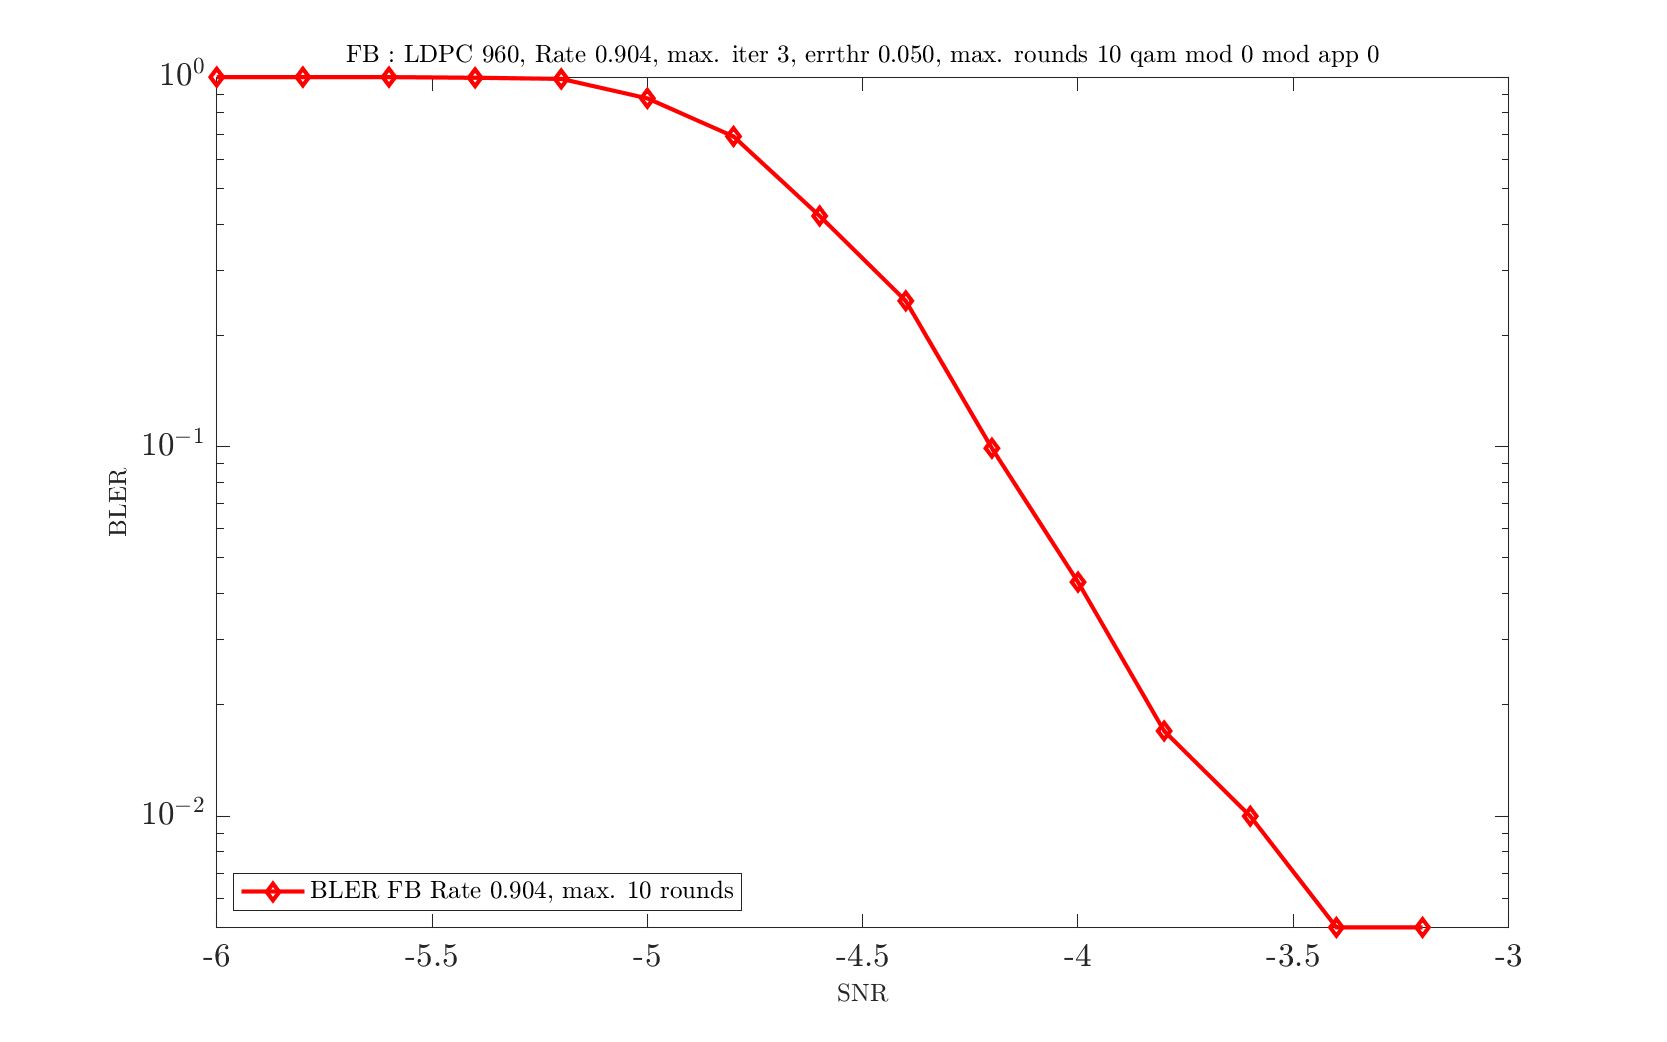 FB : LDPC 960, Rate 0.904, max. iter 3, errthr 0.050, max. rounds 10 qam mod 0 mod app 0
10^0
10^-1
10^-2
BLER
BLER FB Rate 0.904, max. 10 rounds
-6 -5.5 -5 -4.5 -4 -3.5 -3
SNR